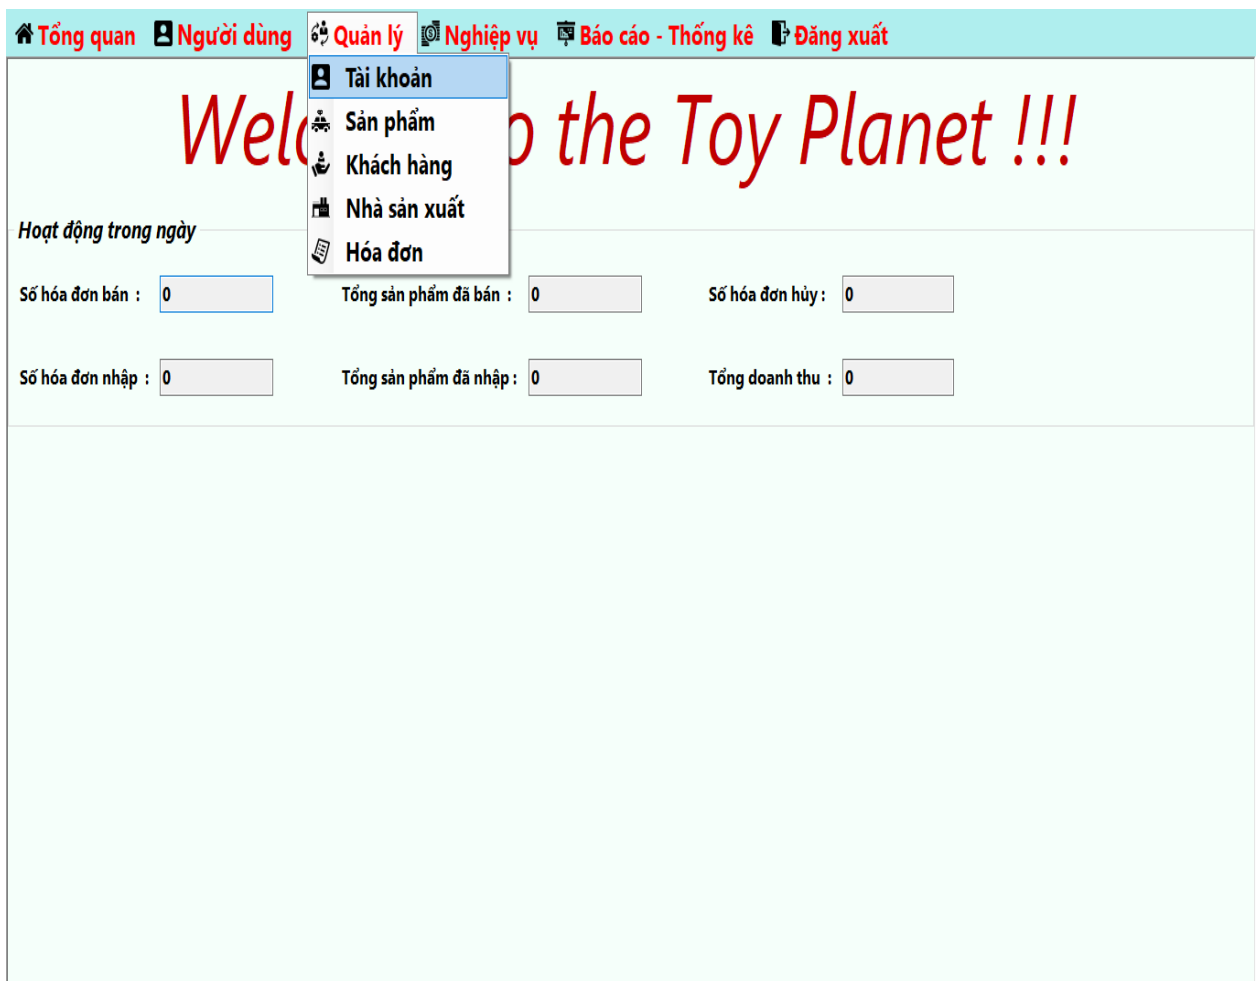 Tổng quan Người dùng Quản lý Nghiệp vụ Báo cáo - Thống kê Đăng xuất
Tài khoản
Sản phẩm
Khách hàng
Nhà sản xuất
Hóa đơn
the Toy Planet !!!
Hoạt động trong ngày
Số hóa đơn bán : 0 Tổng sản phẩm đã bán : 0 Số hóa đơn hủy : 0
Số hóa đơn nhập : 0 Tổng sản phẩm đã nhập : 0 Tổng doanh thu : 0